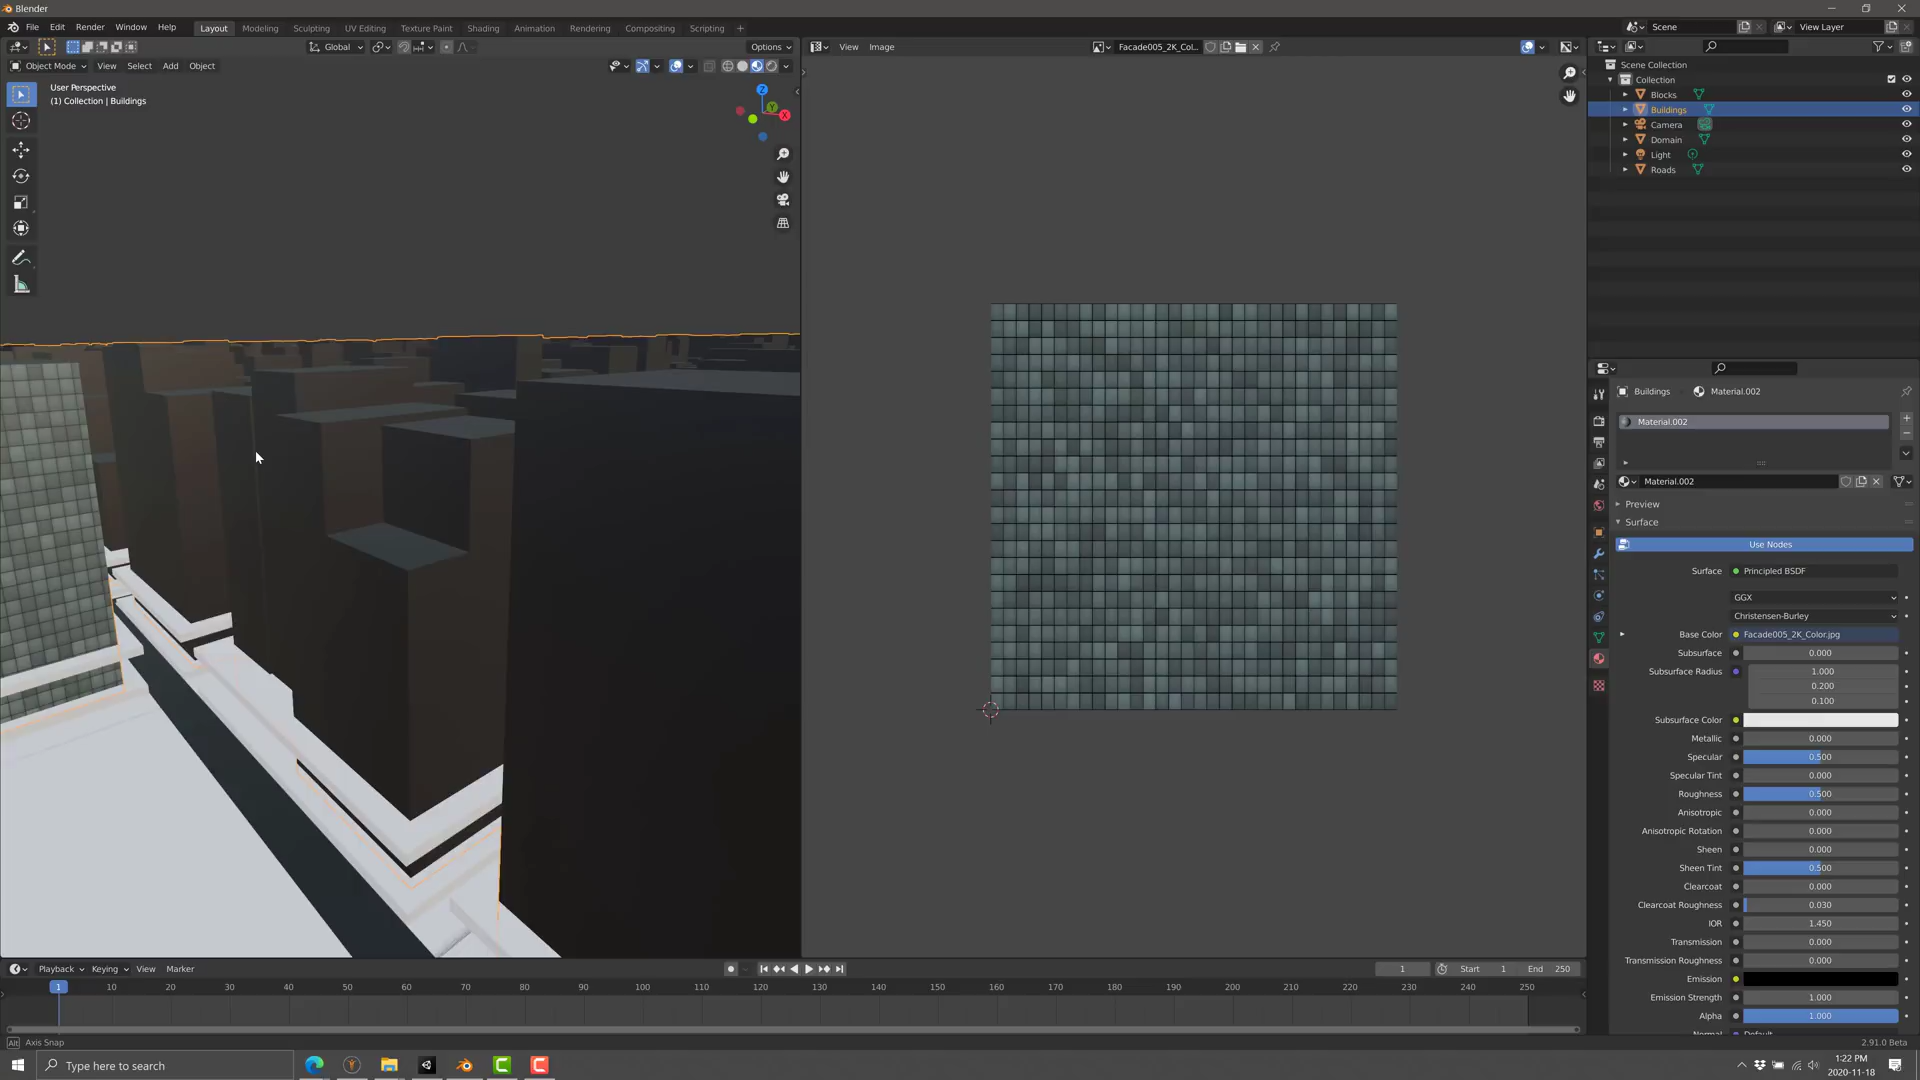 Blender
File Edit Render Window Help Layout Modeling Sculpting UV Editing Texture Paint Shading Animation Rendering Compositing Scripting + Scene View Layer
Global Options View Image Facade005_2K_Col...
Object Mode View Select Add Object
User Perspective
(1) Collection | Buildings
Z
Y
X
Scene Collection
Collection
Blocks
Buildings
Camera
Domain
Light
Roads
Buildings Material.002
Material.002
Material.002
Preview
Surface
Use Nodes
Surface Principled BSDF
GGX
Christensen-Burley
Base Color Facade005_2K_Color.jpg
Subsurface 0.000
Subsurface Radius 1.000
0.200
0.100
Subsurface Color
Metallic 0.000
Specular 0.500
Specular Tint 0.000
Roughness 0.500
Anisotropic 0.000
Anisotropic Rotation 0.000
Sheen 0.000
Sheen Tint 0.500
Clearcoat 0.000
Clearcoat Roughness 0.030
IOR 1.450
Transmission 0.000
Transmission Roughness 0.000
Emission
Emission Strength 1.000
Alpha 1.000
Normal Default
Playback Keying View Marker 1 Start 1 End 250
1 10 20 30 40 50 60 70 80 90 100 110 120 130 140 150 160 170 180 190 200 210 220 230 240 250
Alt Axis Snap 2.91.0 Beta
Type here to search
1:22 PM
2020-11-18